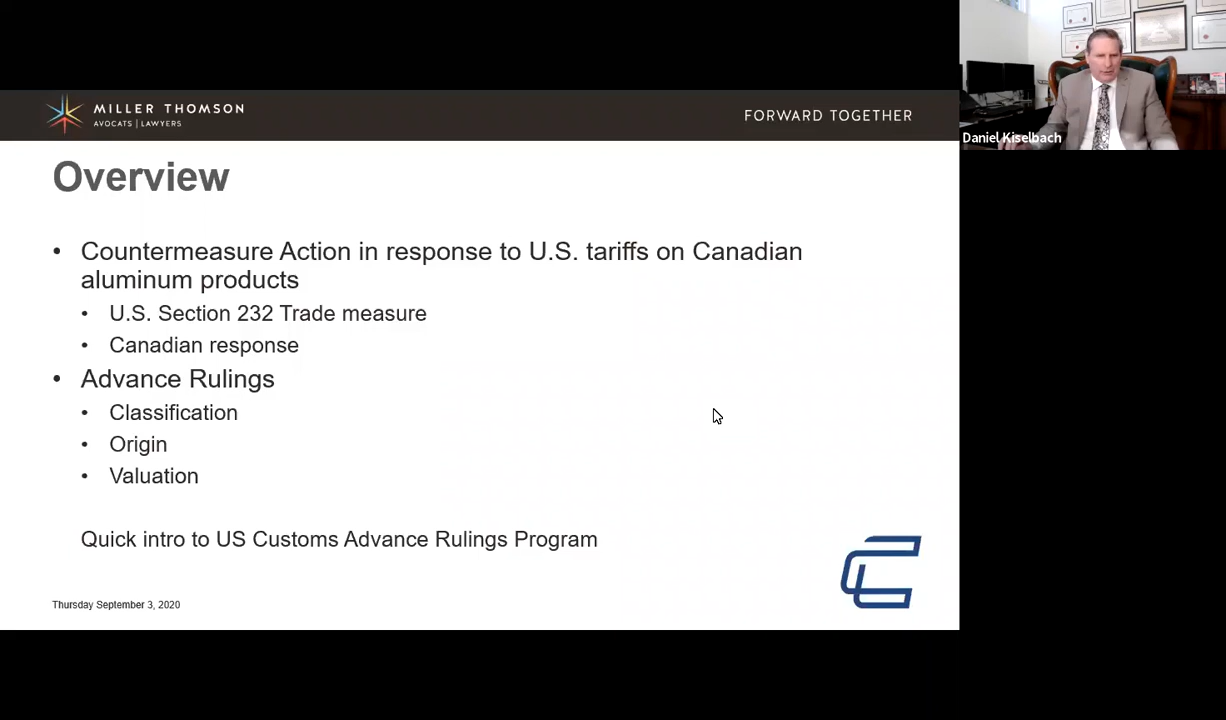 MILLER THOMSON
AVOCATS | LAWYERS
FORWARD TOGETHER
Daniel Kiselbach
Overview
• Countermeasure Action in response to U.S. tariffs on Canadian
aluminum products
• U.S. Section 232 Trade measure
• Canadian response
• Advance Rulings
• Classification
• Origin
• Valuation
Quick intro to US Customs Advance Rulings Program
Thursday September 3, 2020